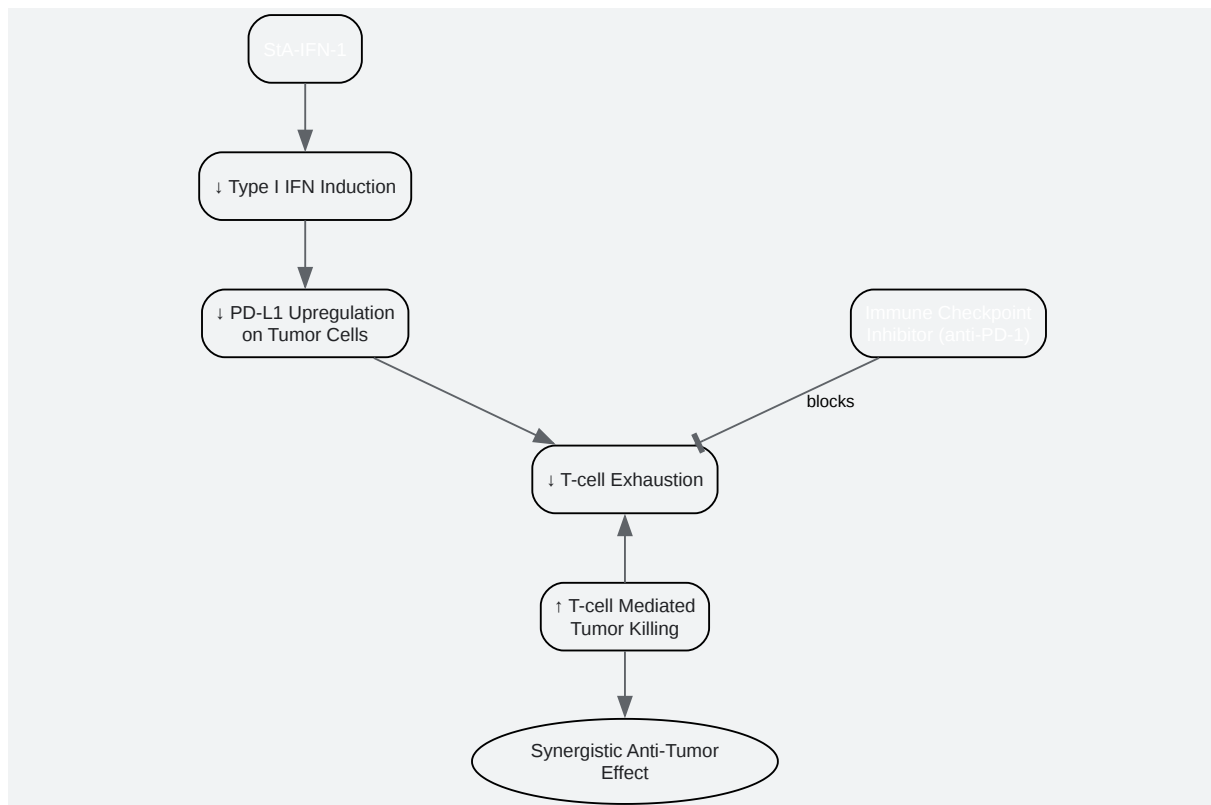 StA-IFN-1
↓ Type I IFN Induction
↓ PD-L1 Upregulation
on Tumor Cells
Immune Checkpoint
Inhibitor (anti-PD-1)
blocks
↓ T-cell Exhaustion
↑ T-cell Mediated
Tumor Killing
Synergistic Anti-Tumor
Effect